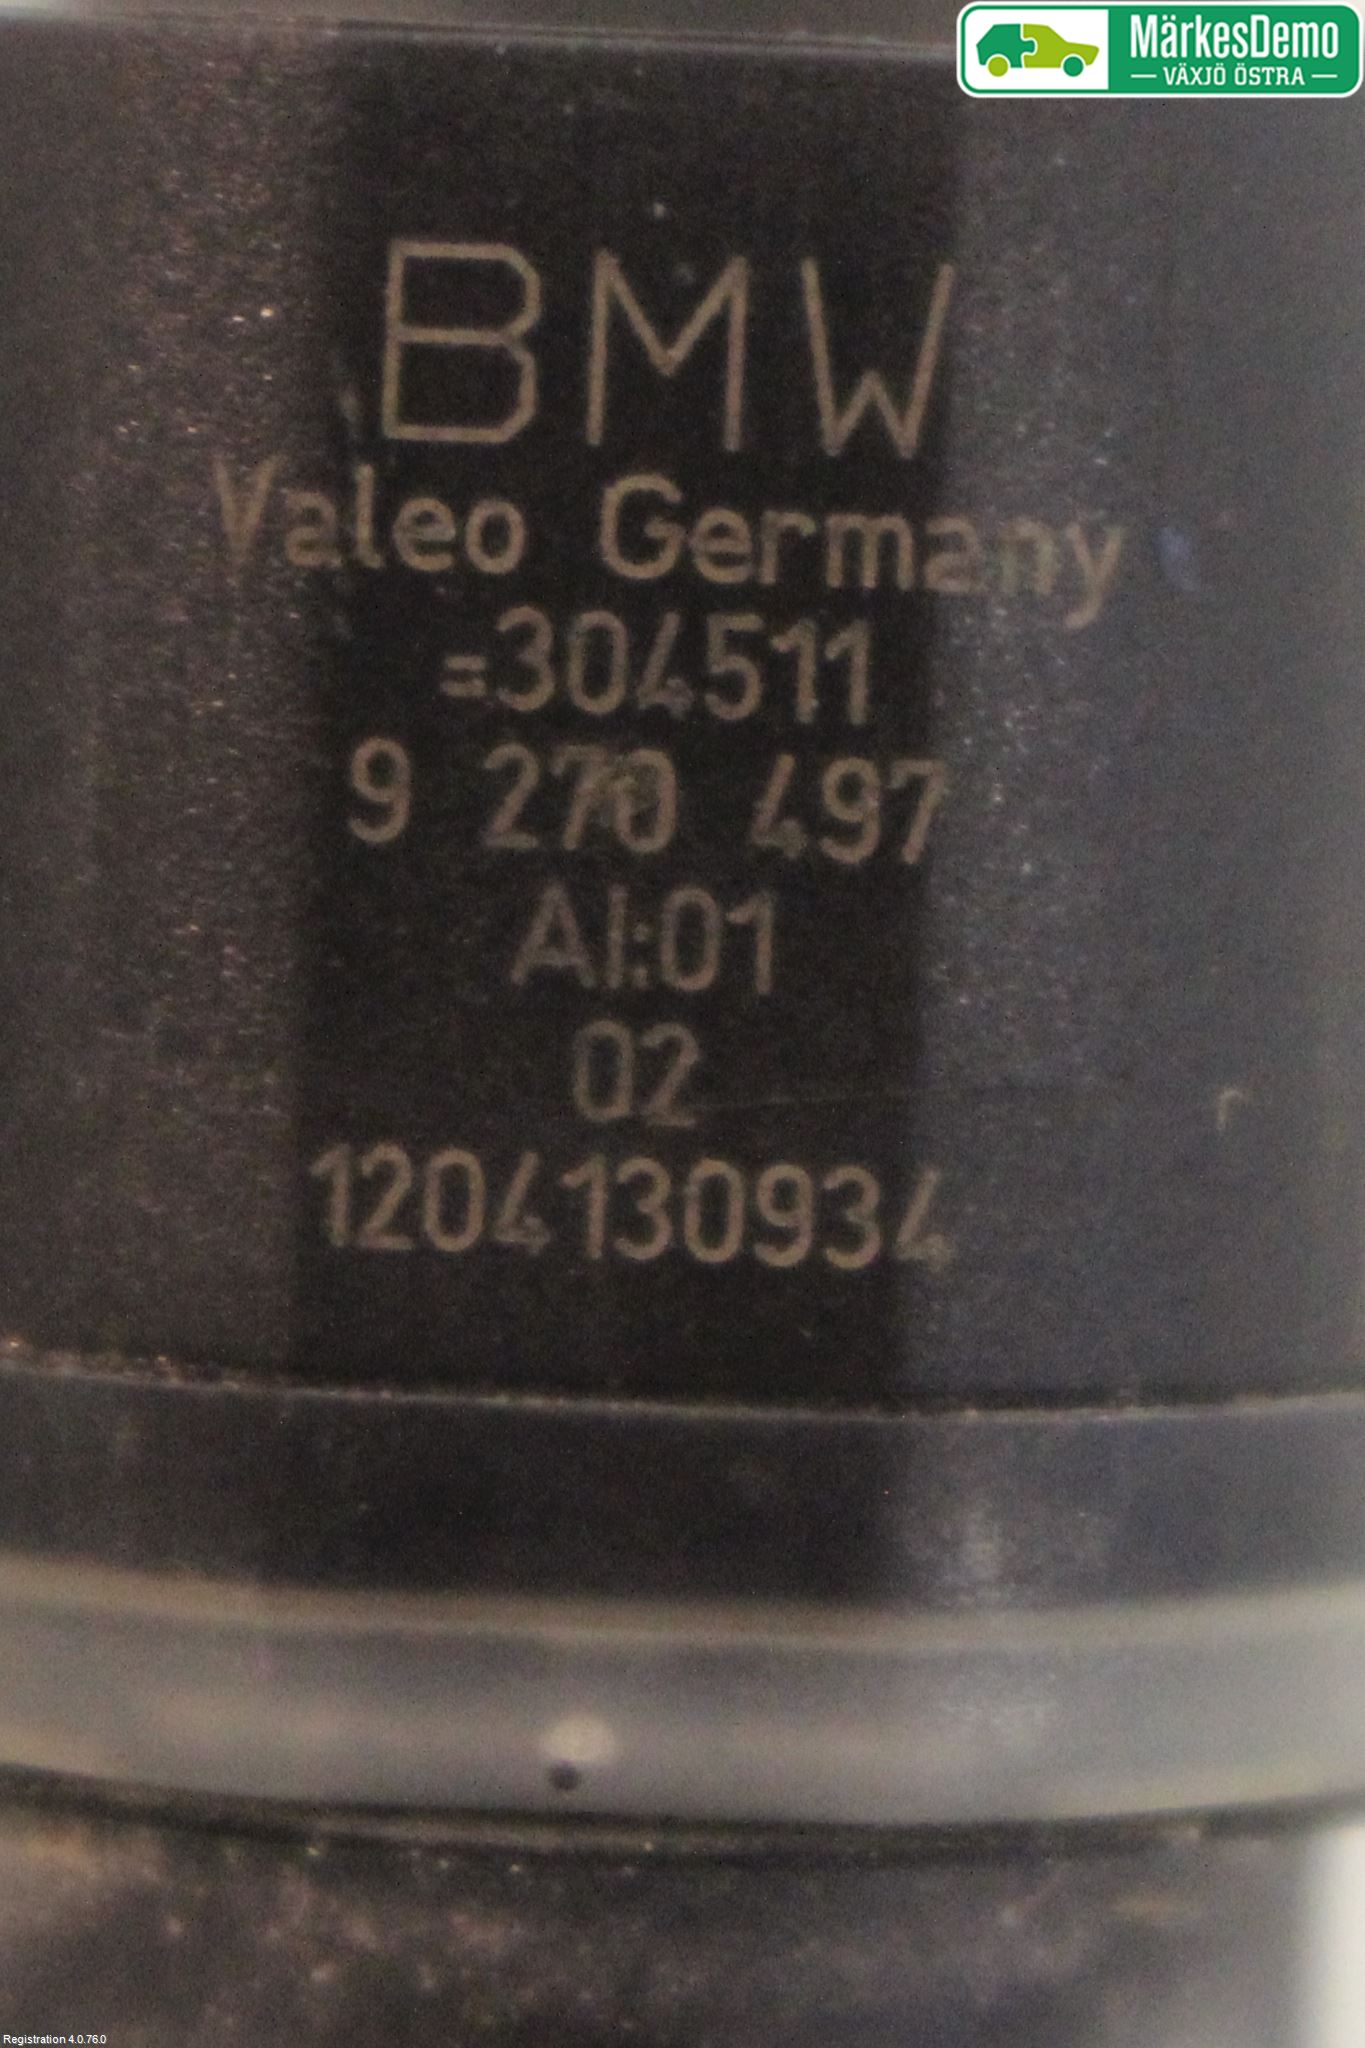 MärkesDemo
VÄXJÖ ÖSTRA
BMW
Valeo Germany
=304511
9 270 497
AI:01
02
1204130934
Registration 4.0.76.0